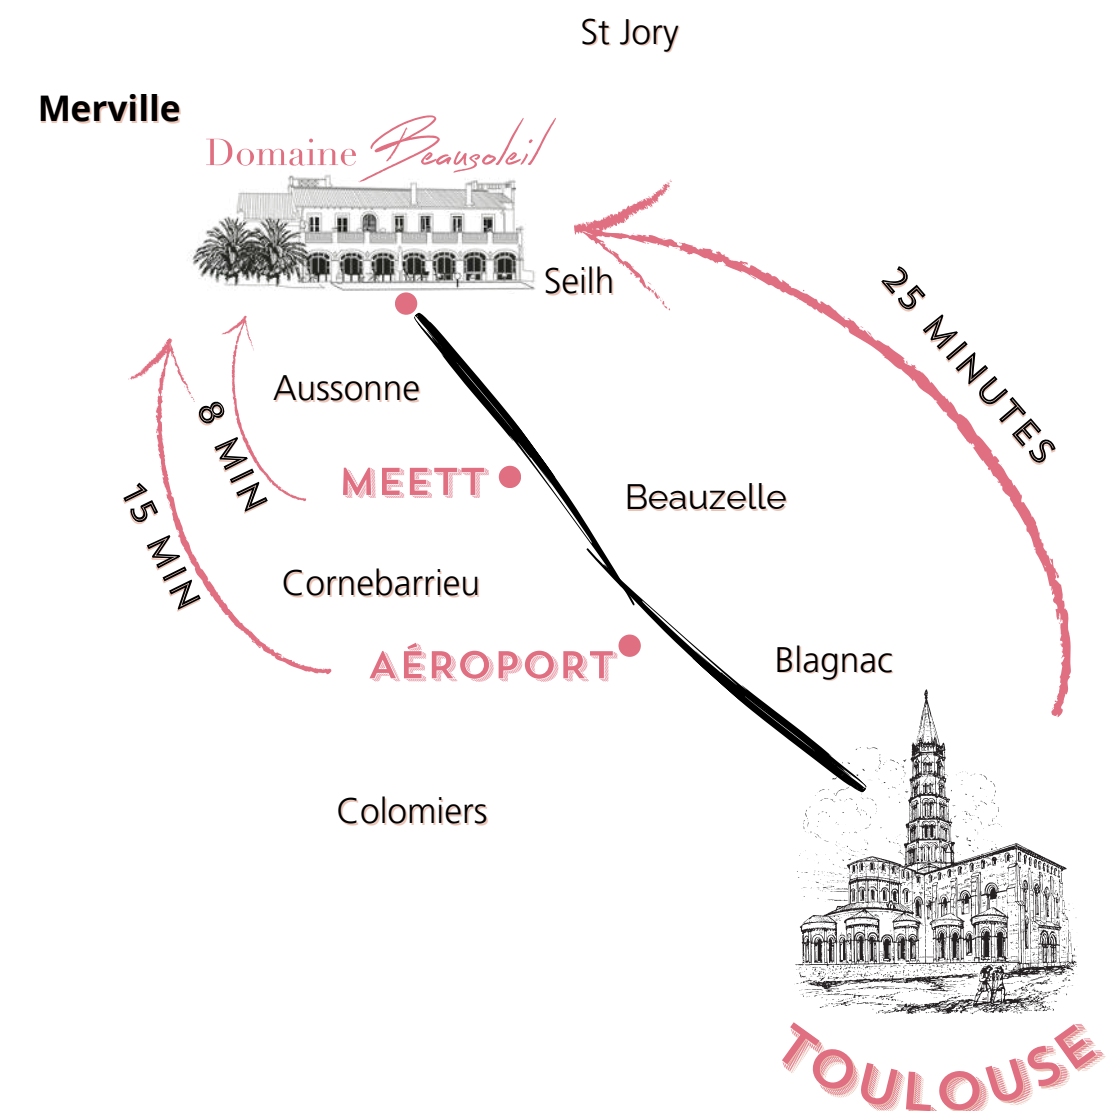 St Jory
Merville
Domaine Beausoleil
Seilh
25 MINUTES
Aussonne
8 MIN
MEETT
Beauzelle
15 MIN
Cornebarrieu
AÉROPORT
Blagnac
Colomiers
TOULOUSE